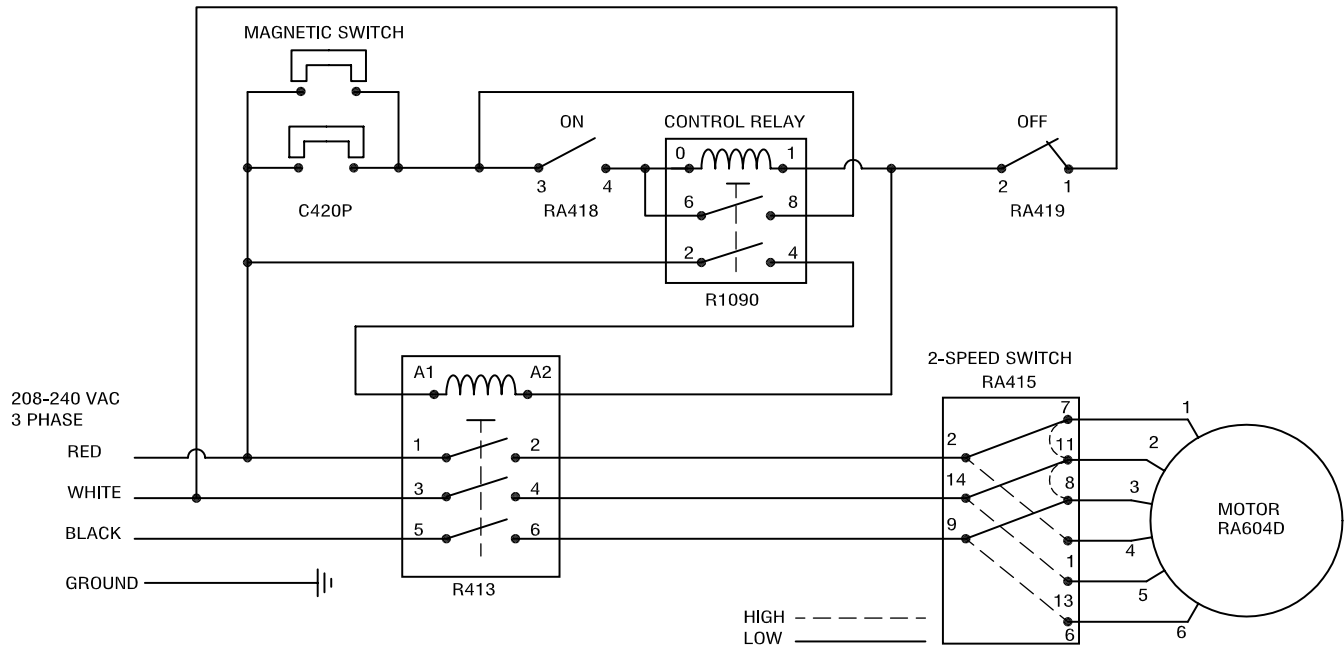 MAGNETIC SWITCH
ON
CONTROL RELAY
OFF
0
1
3
4
2
1
C420P
RA418
6
8
RA419
2
4
R1090
2-SPEED SWITCH
RA415
A1
A2
208-240 VAC
3 PHASE
7
1
RED
1
2
2
11
2
WHITE
3
4
14
8
3
BLACK
5
6
9
MOTOR
RA604D
4
1
GROUND
R413
5
13
HIGH
6
6
LOW